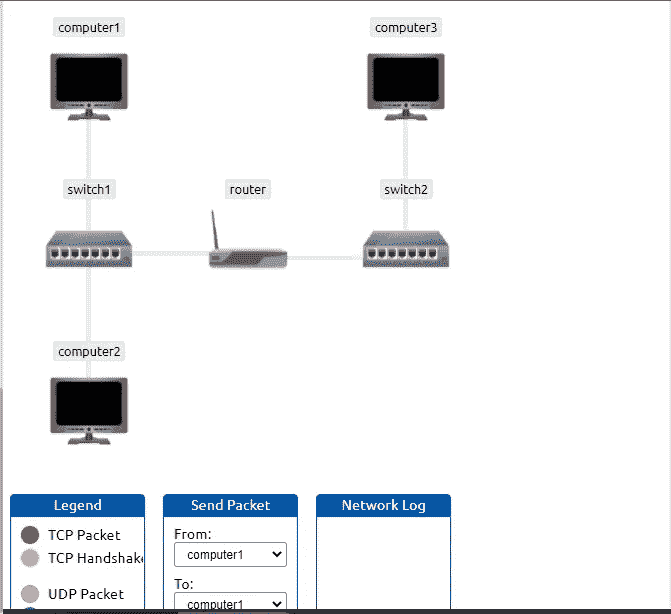 computer1
computer3
switch1
router
switch2
computer2
Legend
TCP Packet
TCP Handshake
UDP Packet
Send Packet
From:
computer1
To:
computer1
Network Log